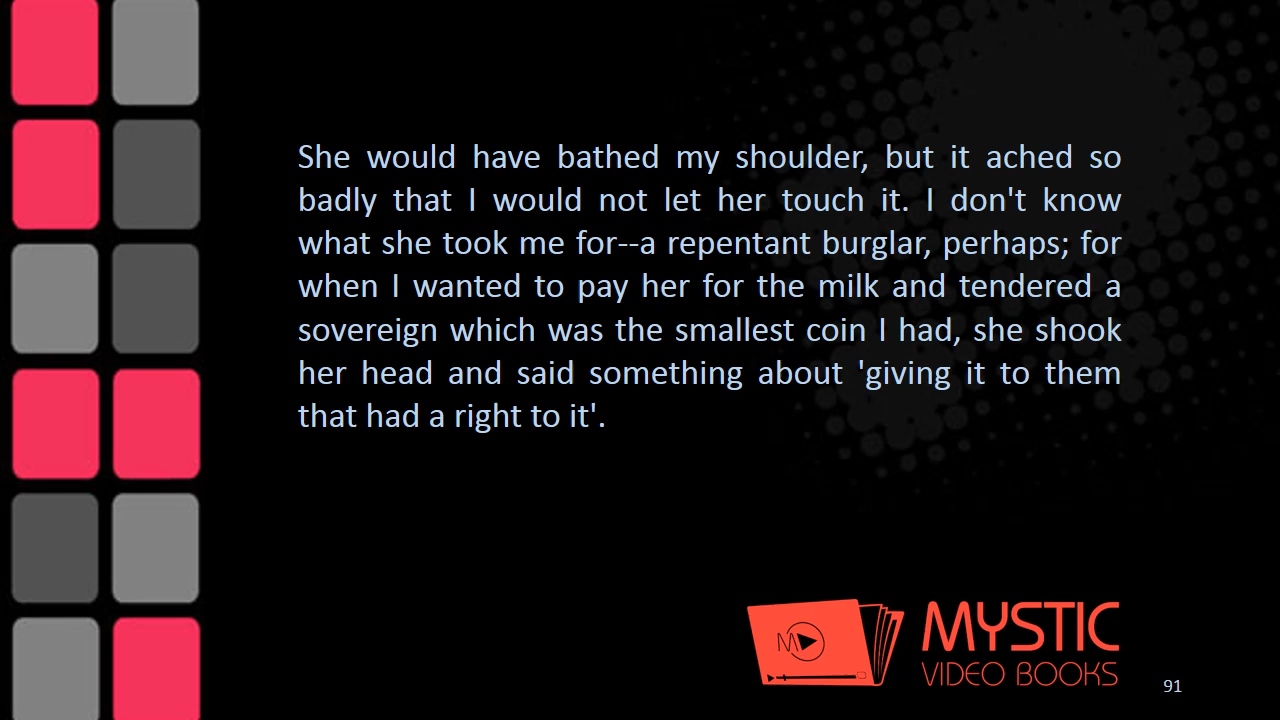 She would have bathed my shoulder, but it ached so
badly that I would not let her touch it. I don't know
what she took me for--a repentant burglar, perhaps; for
when I wanted to pay her for the milk and tendered a
sovereign which was the smallest coin I had, she shook
her head and said something about 'giving it to them
that had a right to it'.
M
MYSTIC
VIDEO BOOKS
91